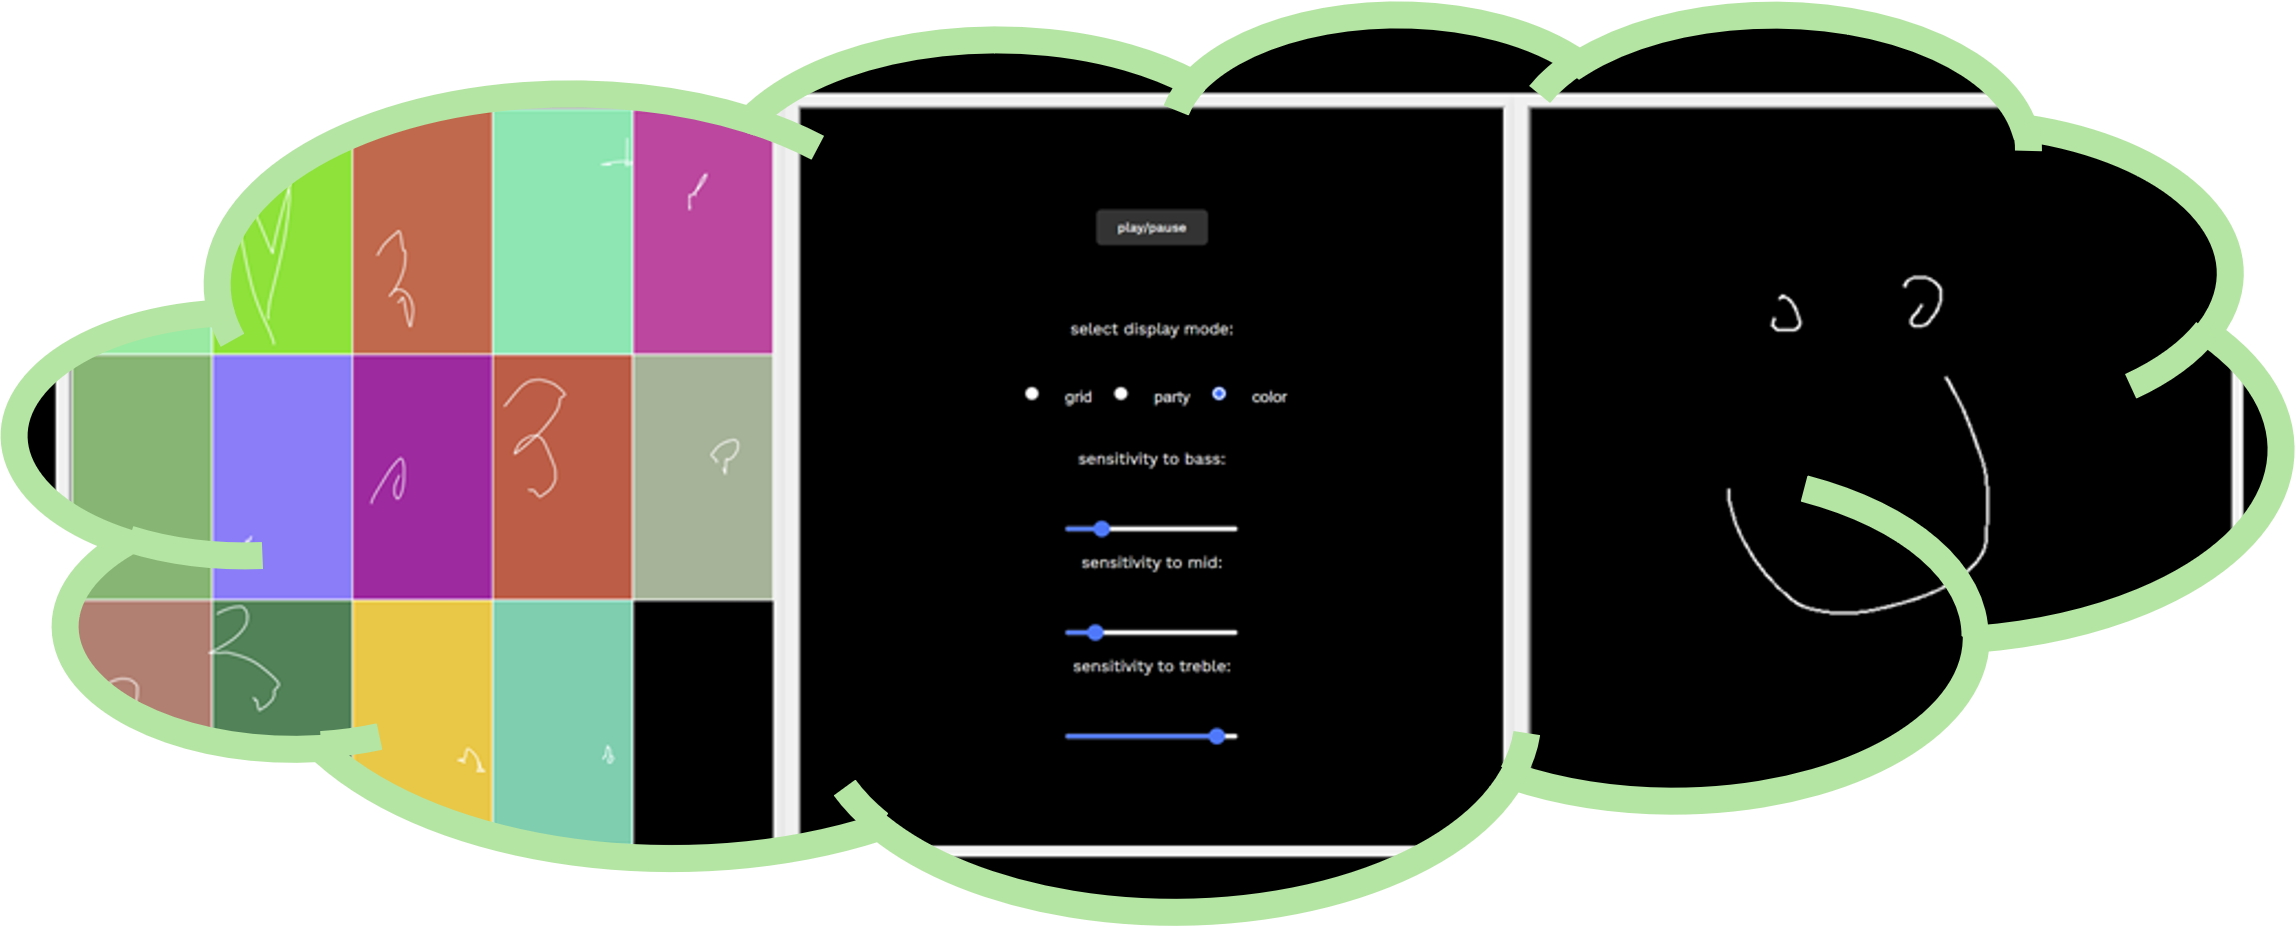 play/pause
select display mode:
grid party color
sensitivity to bass:
sensitivity to mid:
sensitivity to treble: